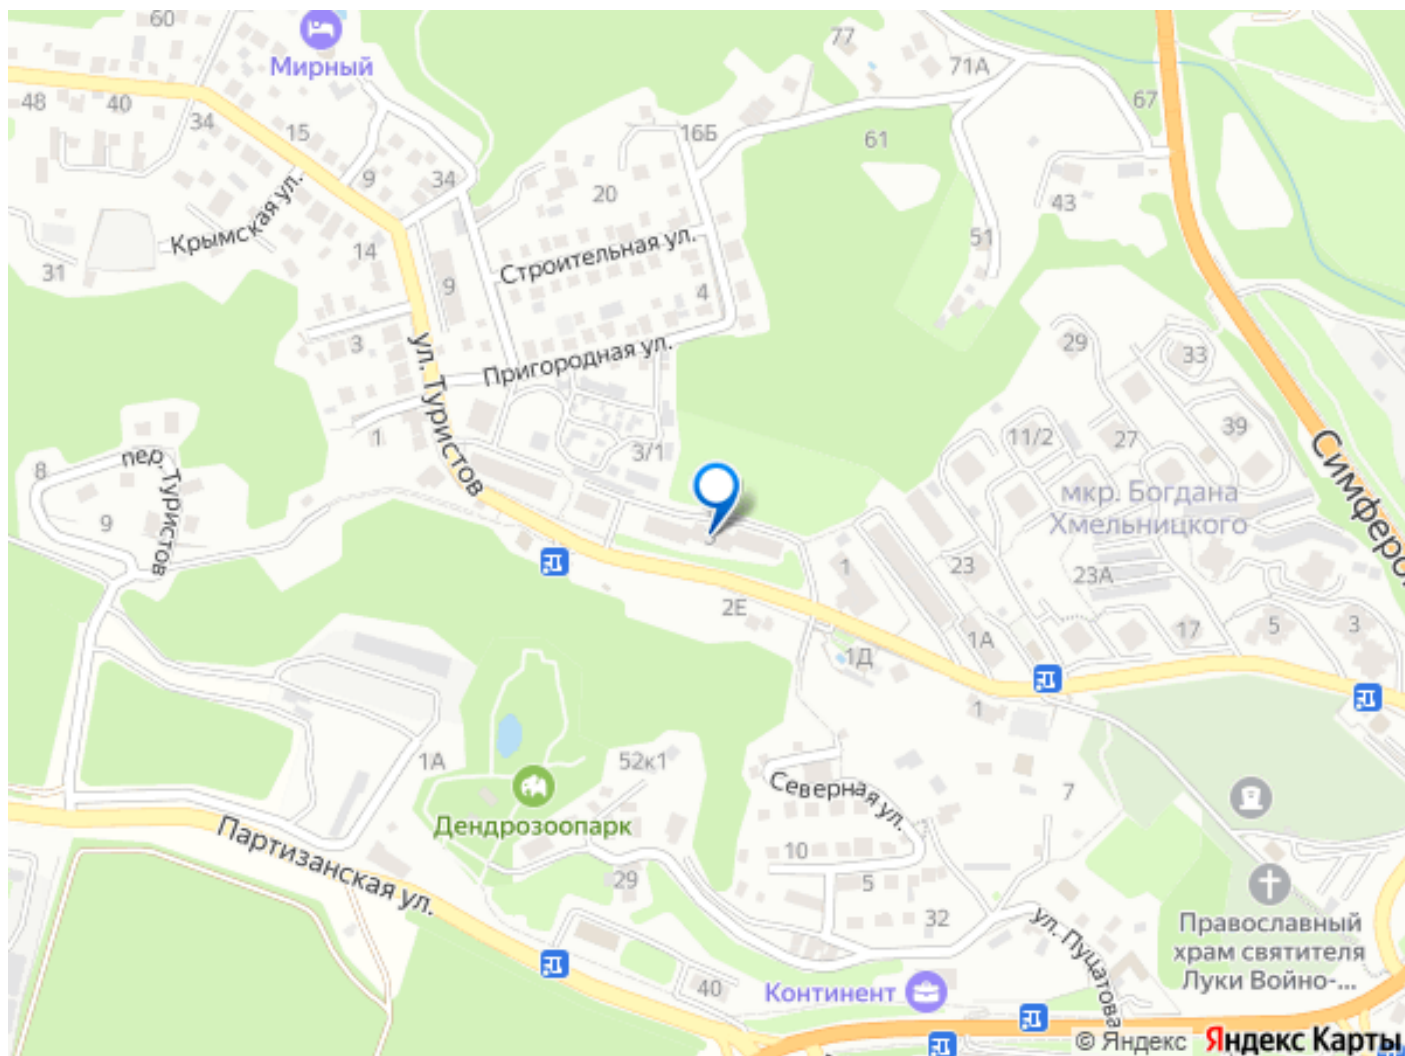 60
Мирный
77
71А
48
40
34
15
16Б
67
61
9
34
20
43
Крымская ул.
14
51
31
Строительная ул.
9
4
29
33
3
ул. Туристов
Пригородная ул.
39
11/2
27
1
3/1
Симферо
8
пер. Туристов
мкр. Богдана
Хмельницкого
9
1
23
23А
2Е
17
5
3
1А
1Д
1
1А
52к1
Северная ул.
7
Дендрозоопарк
Партизанская ул.
10
29
5
32
ул. Пуцатова
Православный
храм святителя
Луки Войно-...
40
Континент
© Яндекс
Яндекс Карты